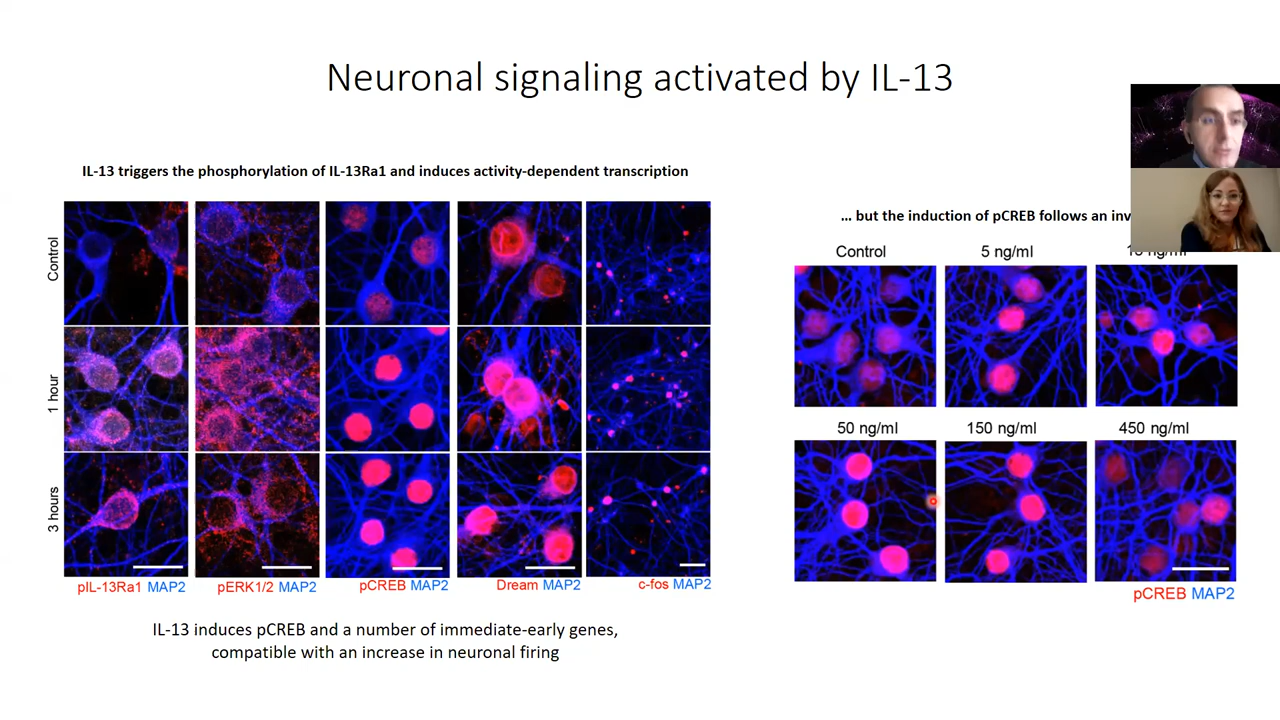 Neuronal signaling activated by IL-13
IL-13 triggers the phosphorylation of IL-13Ra1 and induces activity-dependent transcription
Control
1 hour
3 hours
pIL-13Ra1 MAP2
pERK1/2 MAP2
pCREB MAP2
Dream MAP2
c-fos MAP2
IL-13 induces pCREB and a number of immediate-early genes,
compatible with an increase in neuronal firing
... but the induction of pCREB follows an
Control
5 ng/ml
ng/ml
50 ng/ml
150 ng/ml
450 ng/ml
pCREB MAP2